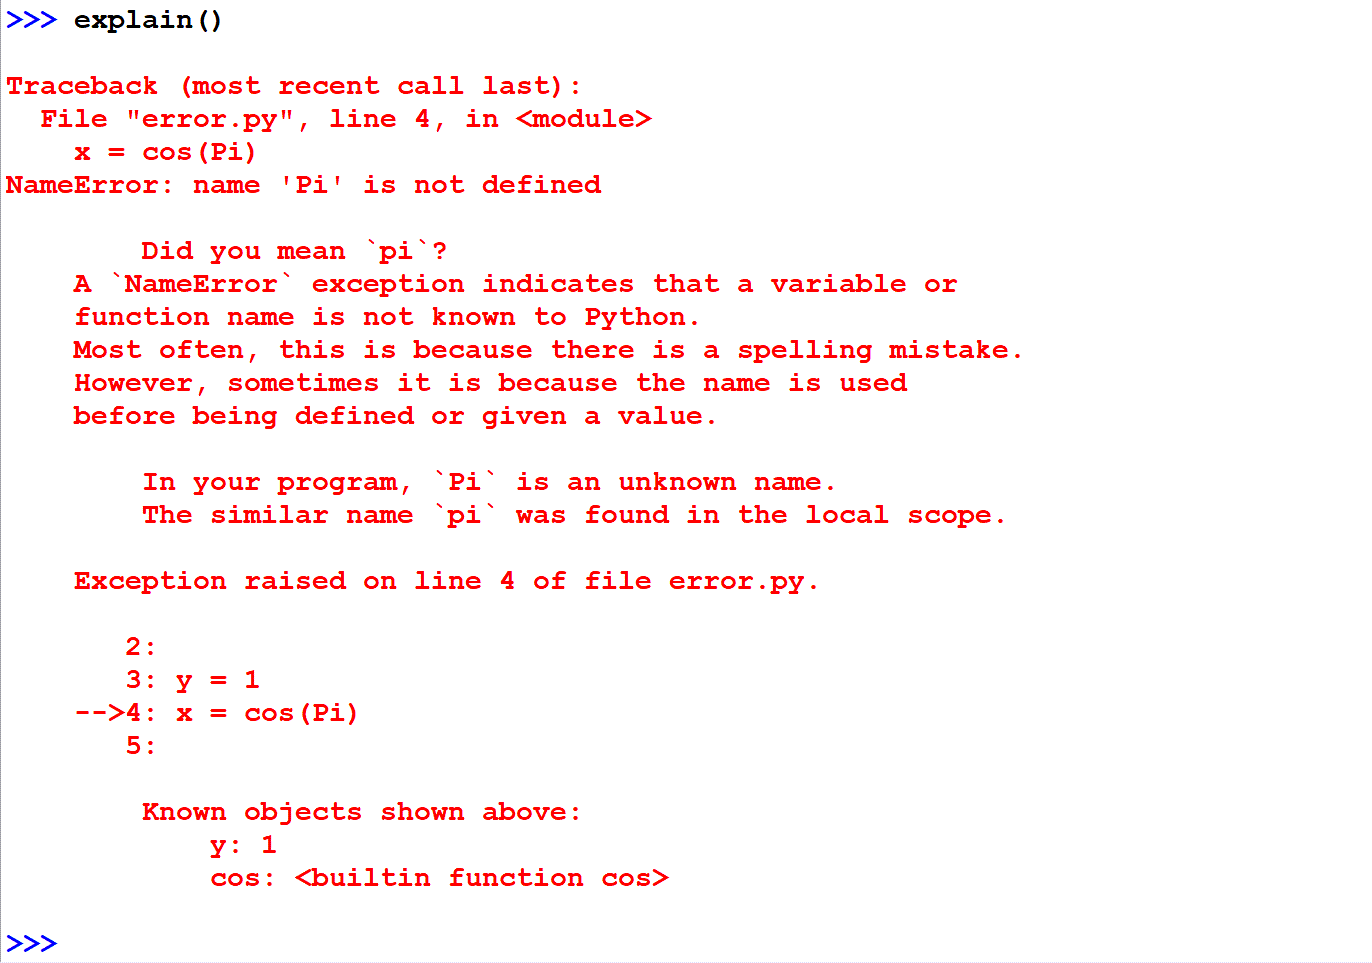 >>> explain()
Traceback (most recent call last):
  File "error.py", line 4, in <module>
    x = cos(Pi)
NameError: name 'Pi' is not defined
        Did you mean `pi`?
    A `NameError` exception indicates that a variable or
    function name is not known to Python.
    Most often, this is because there is a spelling mistake.
    However, sometimes it is because the name is used
    before being defined or given a value.
        In your program, `Pi` is an unknown name.
        The similar name `pi` was found in the local scope.
    Exception raised on line 4 of file error.py.
       2:
       3: y = 1
    -->4: x = cos(Pi)
       5:
        Known objects shown above:
            y: 1
            cos: <builtin function cos>
>>>